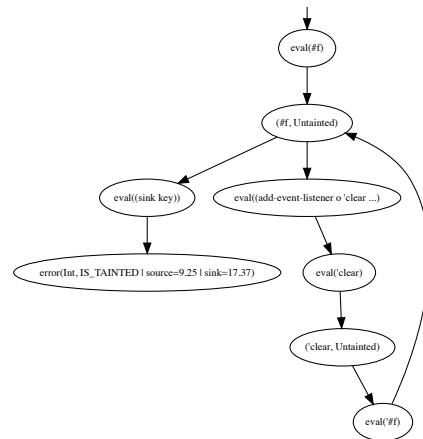 eval(#f)
(#f, Untainted)
eval((sink key))
eval((add-event-listener o 'clear ...)
error(Int, IS_TAINTED | source=9.25 | sink=17.37)
eval('clear)
('clear, Untainted)
eval('#f)